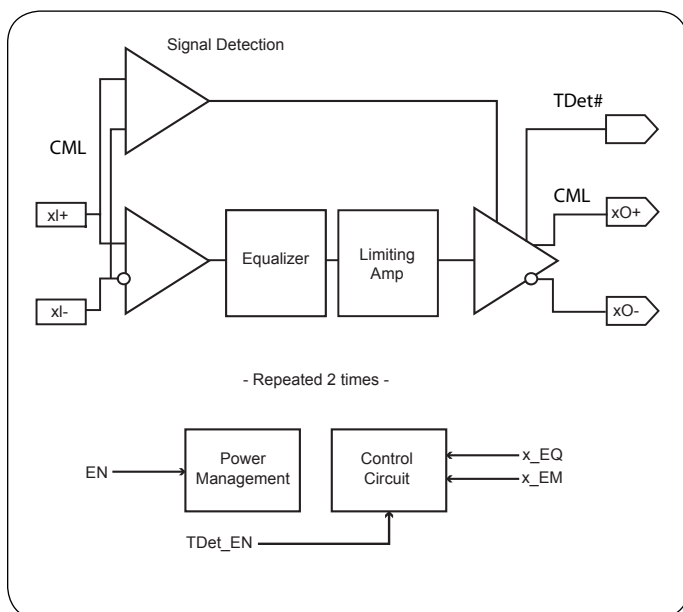 Signal Detection
TDet#
CML
CML
xI+
xO+
Equalizer
Limiting
Amp
xI-
xO-
- Repeated 2 times -
EN
Power
Management
Control
Circuit
x_EQ
x_EM
TDet_EN